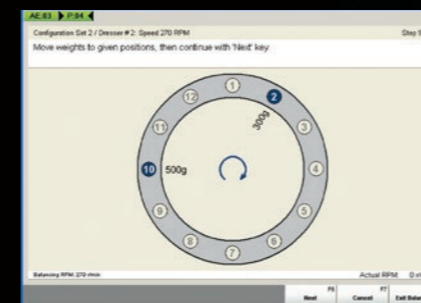 AE.03 P:04
Configuration Set 2 / Dresser # 2: Speed 270 RPM Step
Move weights to given positions, then continue with 'Next' key.
1
12 2
300g
11 3
10 500g 4
9 5
8 6
7
Balancing RPM: 270 r/min Actual RPM: 0
F6 F7
Next Cancel Exit